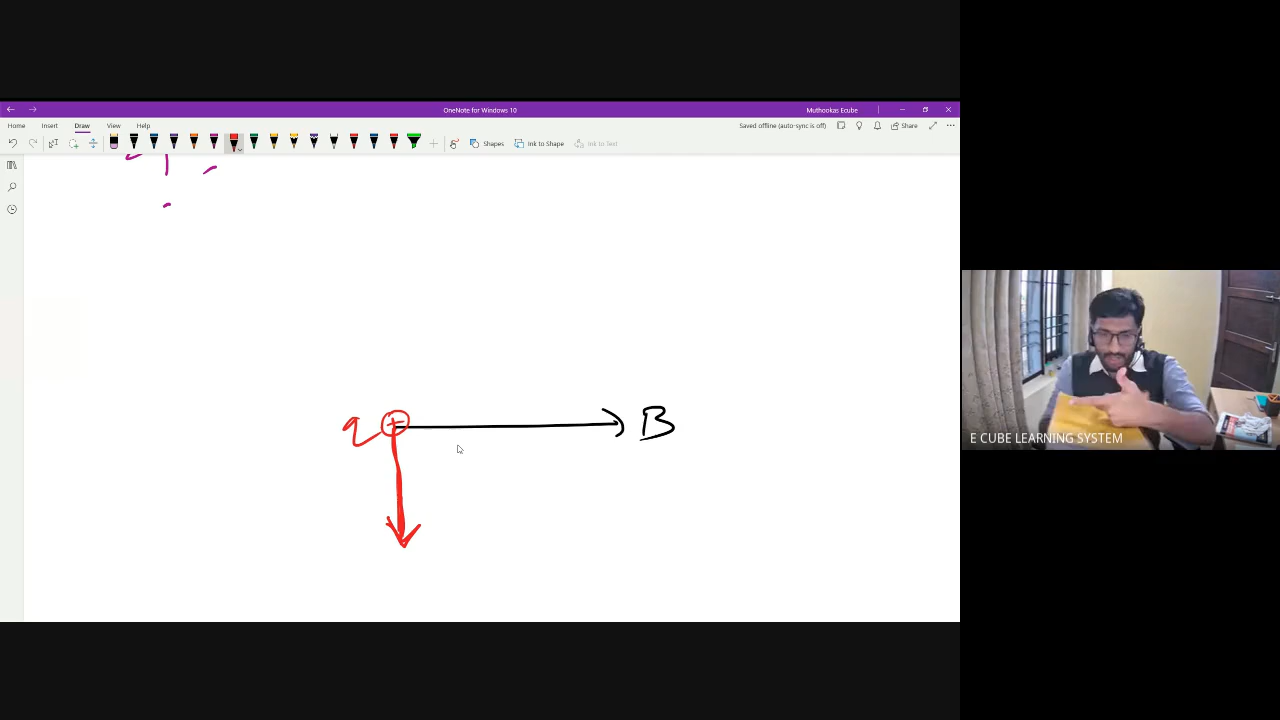 OneNote for Windows 10
Muthookas Ecube
Home Insert Draw View Help
Saved offline (auto-sync is off)
Share
Shapes
Ink to Shape
Ink to Text
q + B
E CUBE LEARNING SYSTEM